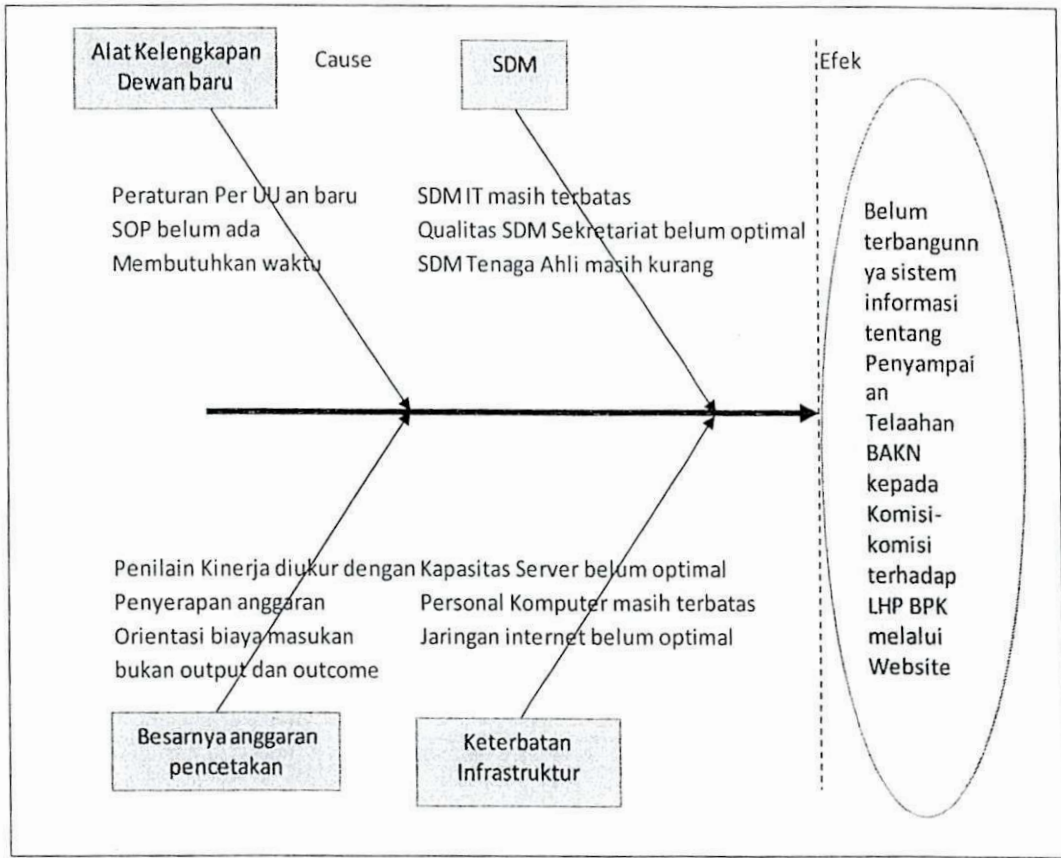 Alat Kelengkapan
Dewan baru
Cause
SDM
Efek
Peraturan Per UU an baru
SOP belum ada
Membutuhkan waktu
SDM IT masih terbatas
Qualitas SDM Sekretariat belum optimal
SDM Tenaga Ahli masih kurang
Belum
terbangunn
ya sistem
informasi
tentang
Penyampai
an
Telaahan
BAKN
kepada
Komisi-
komisi
terhadap
LHP BPK
melalui
Website
Penilain Kinerja diukur dengan
Penyerapan anggaran
Orientasi biaya masukan
bukan output dan outcome
Kapasitas Server belum optimal
Personal Komputer masih terbatas
Jaringan internet belum optimal
Besarnya anggaran
pencetakan
Keterbatan
Infrastruktur